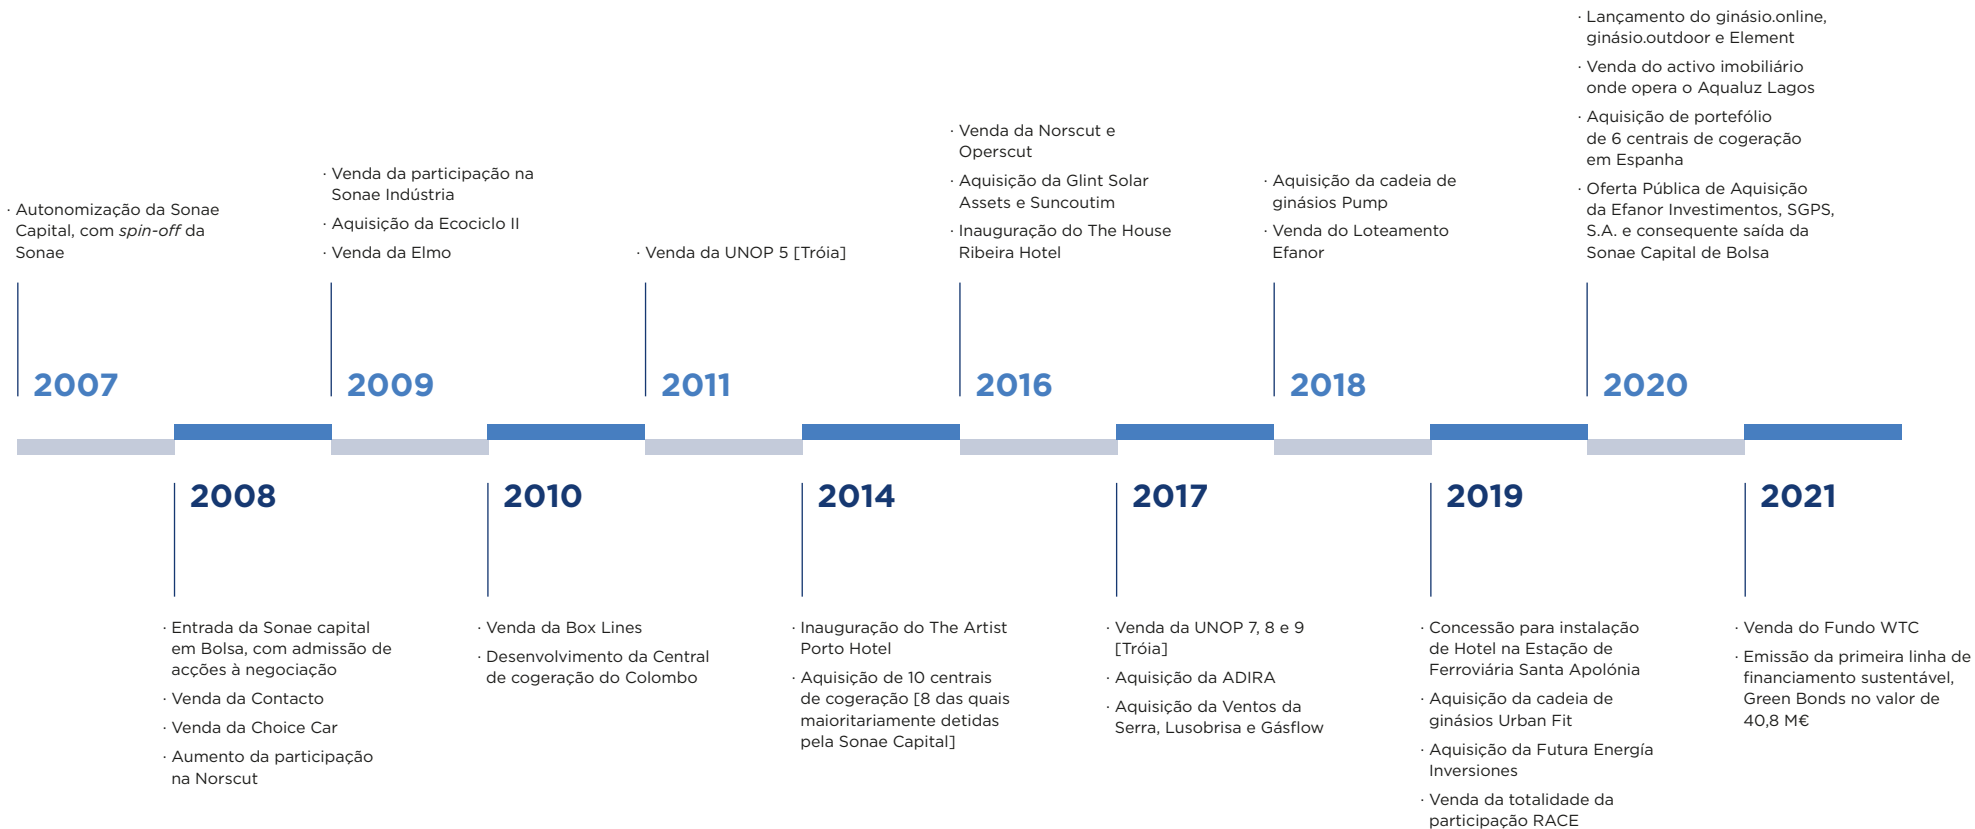 · Autonomização da Sonae
Capital, com spin-off da
Sonae
2007
2008
· Entrada da Sonae capital
em Bolsa, com admissão de
acções à negociação
· Venda da Contacto
· Venda da Choice Car
· Aumento da participação
na Norscut
· Venda da participação na
Sonae Indústria
· Aquisição da Ecociclo II
· Venda da Elmo
2009
2010
· Venda da Box Lines
· Desenvolvimento da Central
de cogeração do Colombo
· Venda da UNOP 5 [Tróia]
2011
2014
· Inauguração do The Artist
Porto Hotel
· Aquisição de 10 centrais
de cogeração [8 das quais
maioritariamente detidas
pela Sonae Capital]
· Venda da Norscut e
Operscut
· Aquisição da Glint Solar
Assets e Suncoutim
· Inauguração do The House
Ribeira Hotel
2016
2017
· Venda da UNOP 7, 8 e 9
[Tróia]
· Aquisição da ADIRA
· Aquisição da Ventos da
Serra, Lusobrisa e Gásflow
· Aquisição da cadeia de
ginásios Pump
· Venda do Loteamento
Efanor
2018
2019
· Concessão para instalação
de Hotel na Estação de
Ferroviária Santa Apolónia
· Aquisição da cadeia de
ginásios Urban Fit
· Aquisição da Futura Energía
Inversiones
· Venda da totalidade da
participação RACE
· Lançamento do ginásio.online,
ginásio.outdoor e Element
· Venda do activo imobiliário
onde opera o Aqualuz Lagos
· Aquisição de portefólio
de 6 centrais de cogeração
em Espanha
· Oferta Pública de Aquisição
da Efanor Investimentos, SGPS,
S.A. e consequente saída da
Sonae Capital de Bolsa
2020
2021
· Venda do Fundo WTC
· Emissão da primeira linha de
financiamento sustentável,
Green Bonds no valor de
40,8 M€